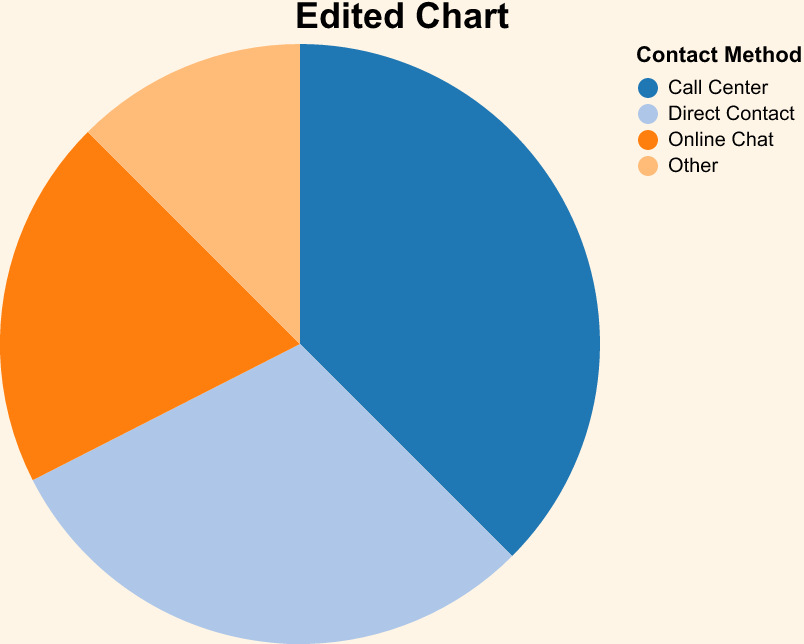 Edited Chart
Contact Method
Call Center
Direct Contact
Online Chat
Other